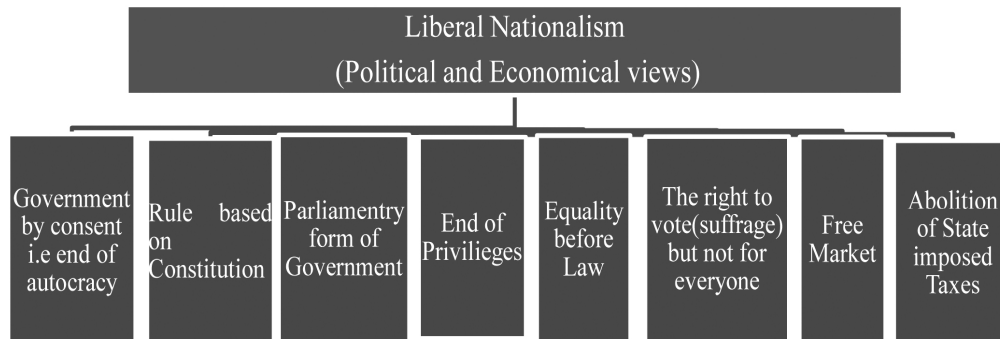 Liberal Nationalism
(Political and Economical views)
Government
by consent
i.e end of
autocracy
Rule based
on
Constitution
Parliamentry
form of
Government
End of
Privilieges
Equality
before
Law
The right to
vote(suffrage)
but not for
everyone
Free
Market
Abolition
of State
imposed
Taxes